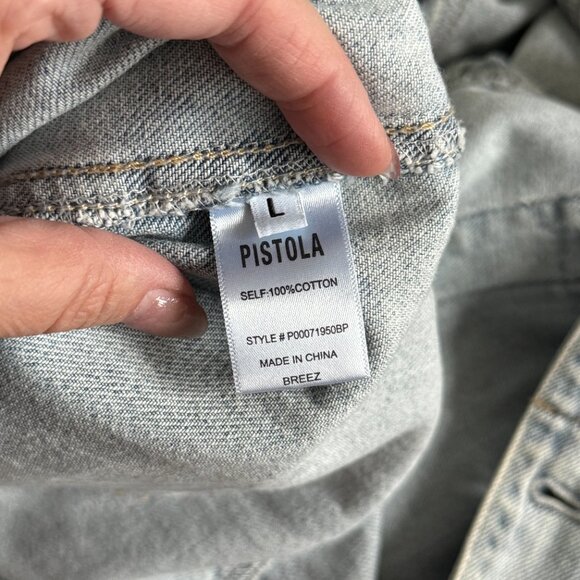 L
PISTOLA
SELF:100%COTTON
STYLE # P00071950BP
MADE IN CHINA
BREEZ